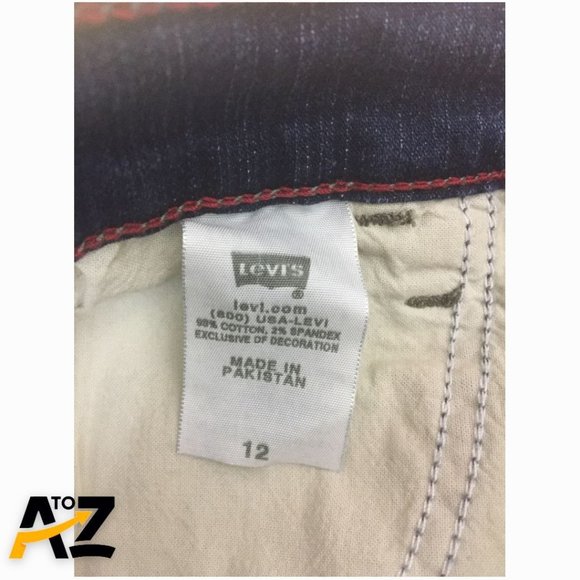 Levi's
®
levi.com
(800) USA-LEVI
98% COTTON, 2% SPANDEX
EXCLUSIVE OF DECORATION
MADE IN
PAKISTAN
12
A TO Z